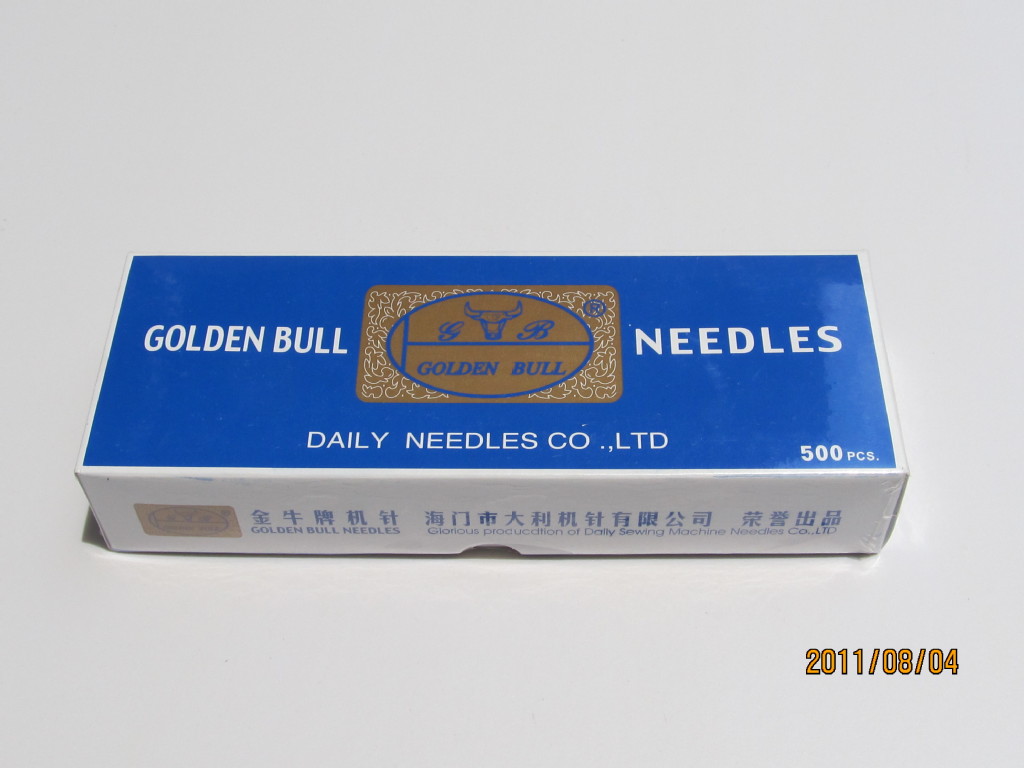 GOLDEN BULL
G B ®
GOLDEN BULL
NEEDLES
DAILY NEEDLES CO .,LTD
500 PCS.
金牛牌机针 海门市大利机针有限公司 荣誉出品
GOLDEN BULL NEEDLES Glorious procucdtion of Daily Sewing Machine Needles Co.,LTD
2011/08/04